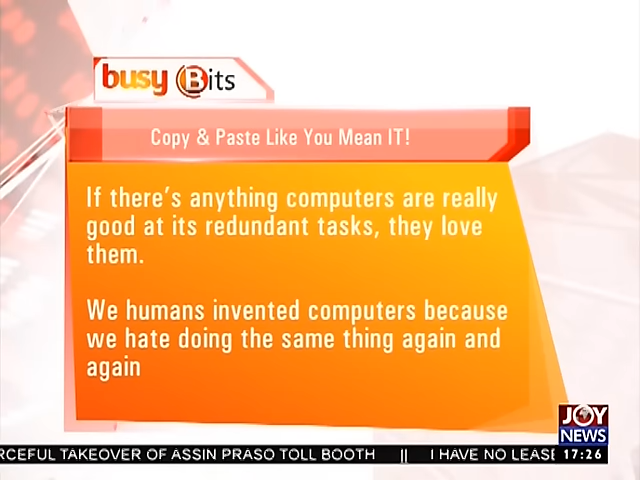 busy Bits
Copy & Paste Like You Mean IT!
If there's anything computers are really
good at its redundant tasks, they love
them.
We humans invented computers because
we hate doing the same thing again and
again
JOY
NEWS
RCEFUL TAKEOVER OF ASSIN PRASO TOLL BOOTH || I HAVE NO LEASE
17:26